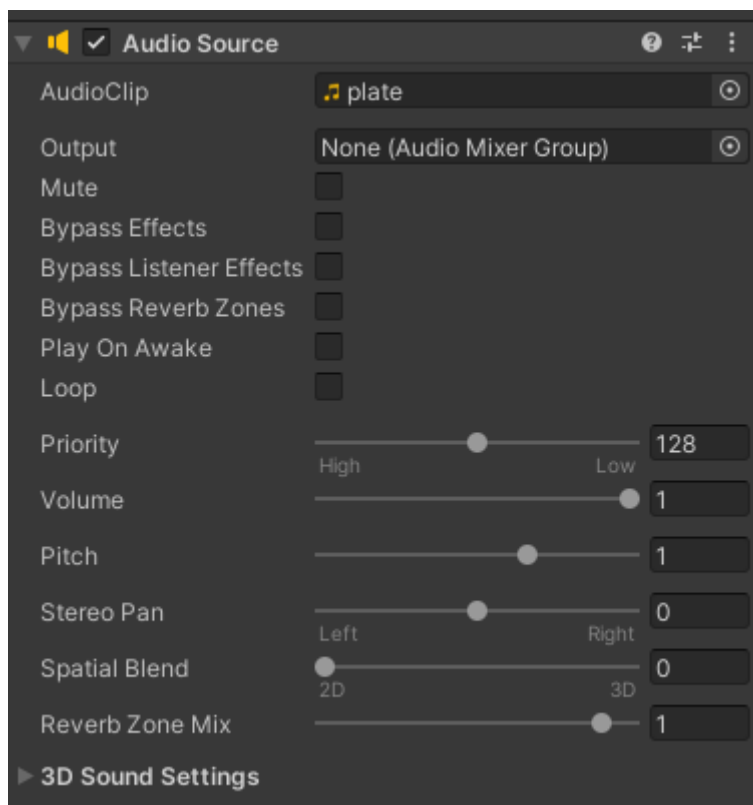 Audio Source
AudioClip plate
Output None (Audio Mixer Group)
Mute
Bypass Effects
Bypass Listener Effects
Bypass Reverb Zones
Play On Awake
Loop
Priority 128
High Low
Volume 1
Pitch 1
Stereo Pan 0
Left Right
Spatial Blend 0
2D 3D
Reverb Zone Mix 1
3D Sound Settings